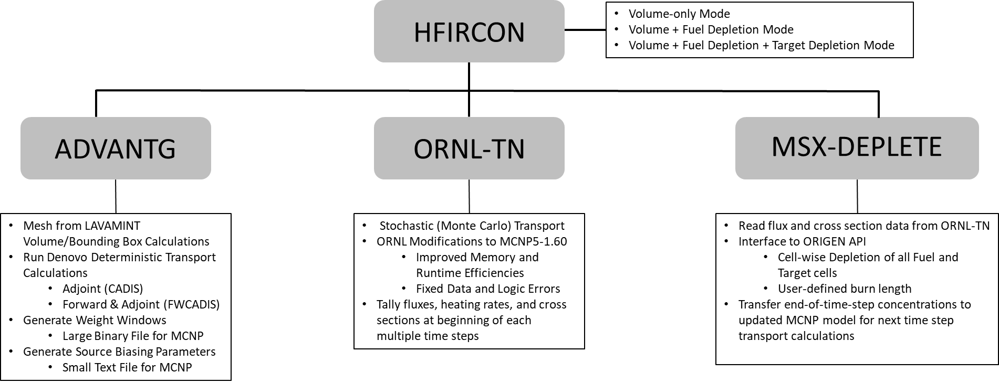 HFIRCON
• Volume-only Mode
• Volume + Fuel Depletion Mode
• Volume + Fuel Depletion + Target Depletion Mode
ADVANTG
ORNL-TN
MSX-DEPLETE
• Mesh from LAVAMINT
Volume/Bounding Box Calculations
• Run Denovo Deterministic Transport
Calculations
• Adjoint (CADIS)
• Forward & Adjoint (FWCADIS)
• Generate Weight Windows
• Large Binary File for MCNP
• Generate Source Biasing Parameters
• Small Text File for MCNP
• Stochastic (Monte Carlo) Transport
• ORNL Modifications to MCNP5-1.60
• Improved Memory and
Runtime Efficiencies
• Fixed Data and Logic Errors
• Tally fluxes, heating rates, and cross
sections at beginning of each
multiple time steps
• Read flux and cross section data from ORNL-TN
• Interface to ORIGEN API
• Cell-wise Depletion of all Fuel and
Target cells
• User-defined burn length
• Transfer end-of-time-step concentrations to
updated MCNP model for next time step
transport calculations